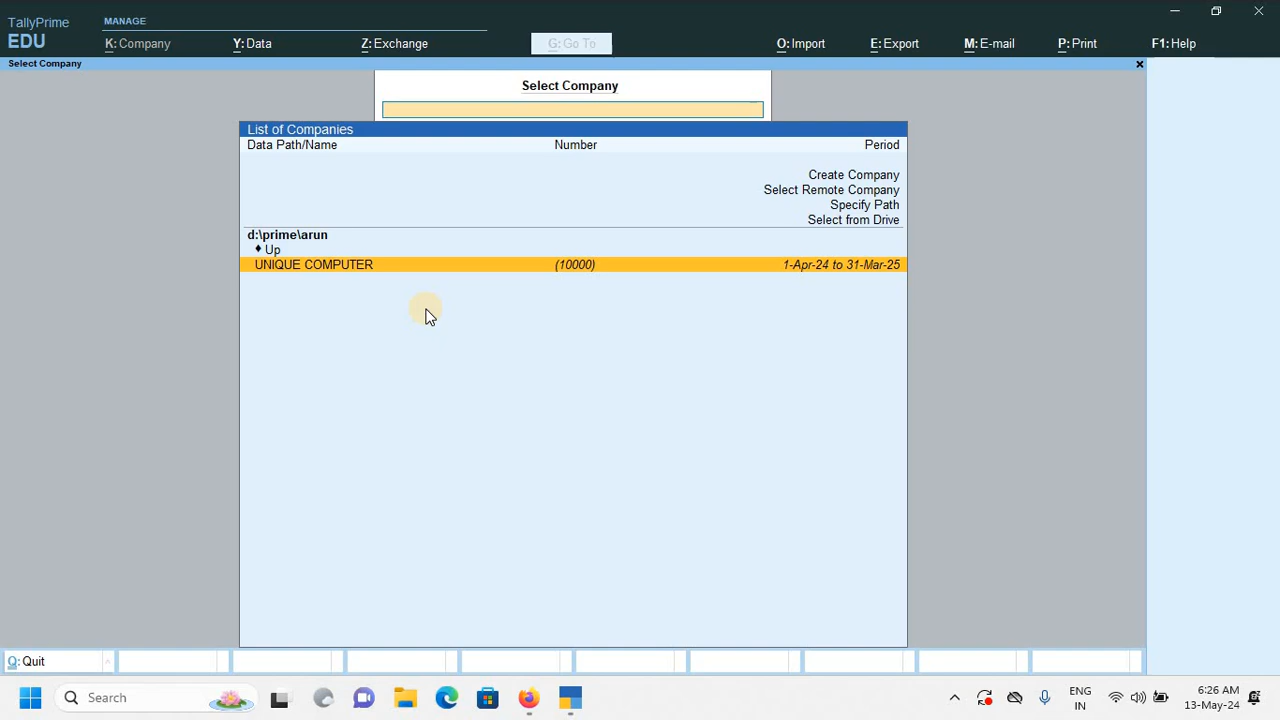 TallyPrime
EDU
MANAGE
K: Company
Y: Data
Z: Exchange
G: Go To
O: Import
E: Export
M: E-mail
P: Print
F1: Help
Select Company
Select Company
List of Companies
Data Path/Name Number Period
Create Company
Select Remote Company
Specify Path
Select from Drive
d:\prime\arun
♦ Up
UNIQUE COMPUTER (10000) 1-Apr-24 to 31-Mar-25
Q: Quit
Search
ENG
IN
6:26 AM
13-May-24